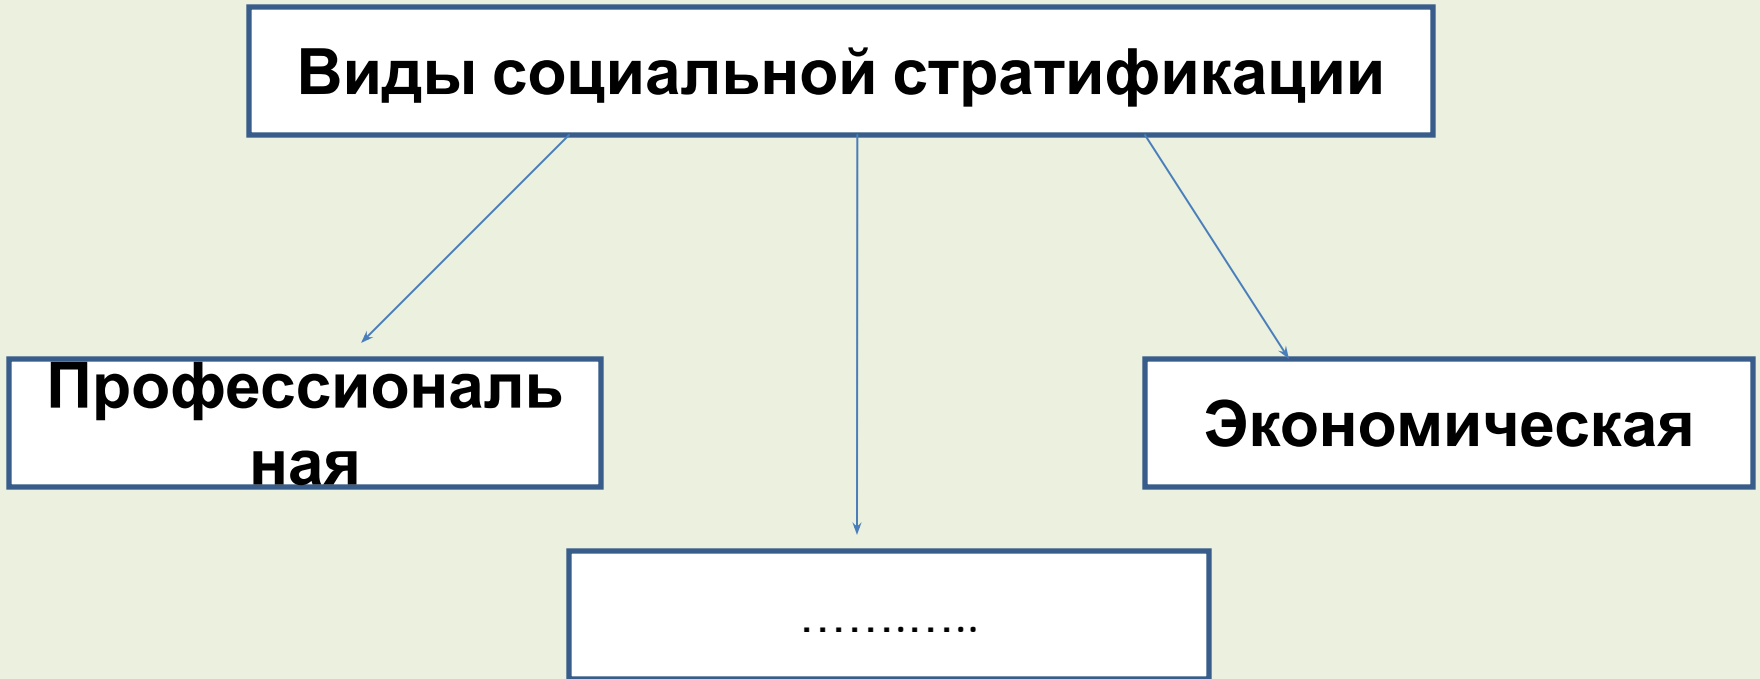 Виды социальной стратификации
Профессиональ
ная
Экономическая
…………..